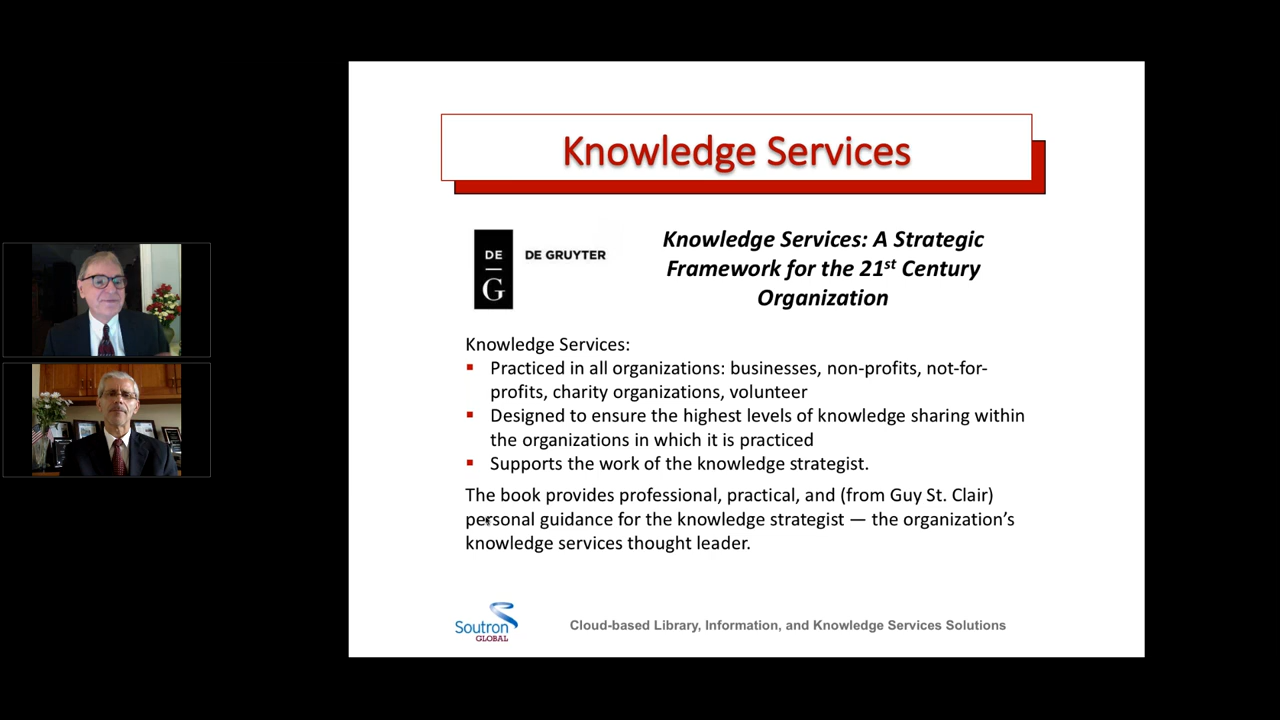 Knowledge Services
DE
G
DE GRUYTER
Knowledge Services: A Strategic
Framework for the 21st Century
Organization
Knowledge Services:
Practiced in all organizations: businesses, non-profits, not-for-
profits, charity organizations, volunteer
Designed to ensure the highest levels of knowledge sharing within
the organizations in which it is practiced
Supports the work of the knowledge strategist.
The book provides professional, practical, and (from Guy St. Clair)
personal guidance for the knowledge strategist — the organization’s
knowledge services thought leader.
Soutron
GLOBAL
Cloud-based Library, Information, and Knowledge Services Solutions